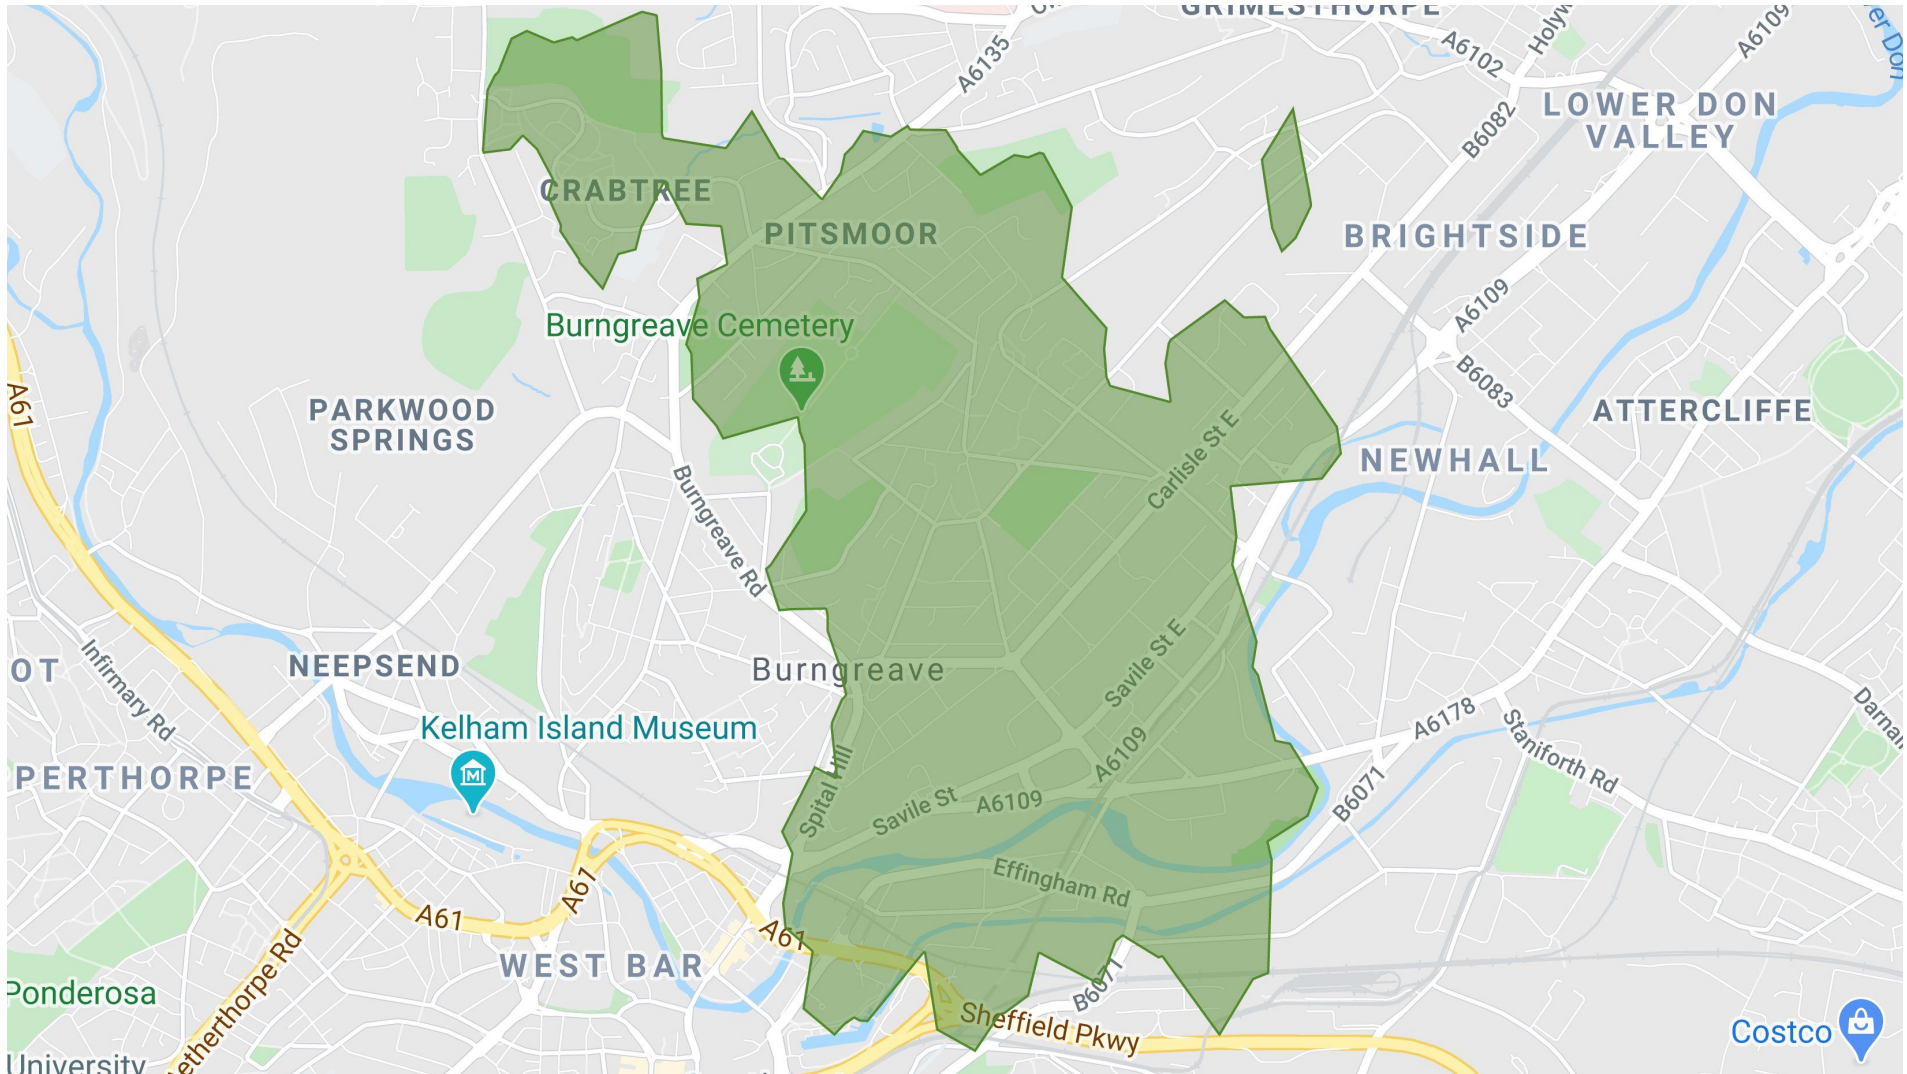 GRIMESTHORPE
A6135
A6102
A6109
B6082
LOWER DON
VALLEY
CRABTREE
PITSMOOR
BRIGHTSIDE
A6109
Burngreave Cemetery
A61
PARKWOOD
SPRINGS
B6083
ATTERCLIFFE
Carlisle St E
NEWHALL
Burngreave Rd
OT
Infirmary Rd
NEEPSEND
Burngreave
Savile St E
Kelham Island Museum
M
A6178
Staniforth Rd
PERTHORPE
Spital Hill
Savile St
A6109
A6109
B6071
Effingham Rd
A61
A61
A61
WEST BAR
B6071
Ponderosa
etherthorpe Rd
Sheffield Pkwy
Costco
University